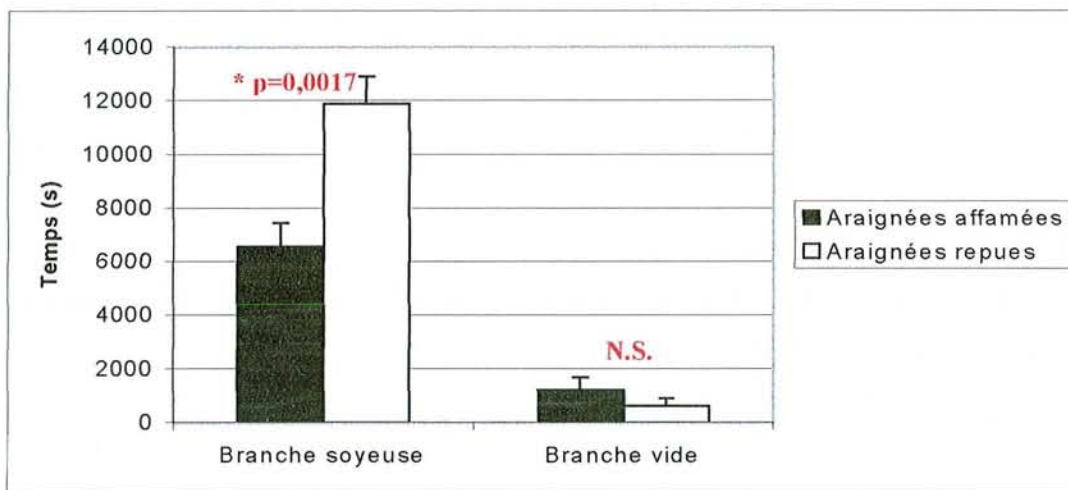 14000
* p=0,0017
12000
10000
8000
6000
4000
2000
0
Temps (s)
N.S.
Branche soyeuse
Branche vide
Araignées affamées
Araignées repues